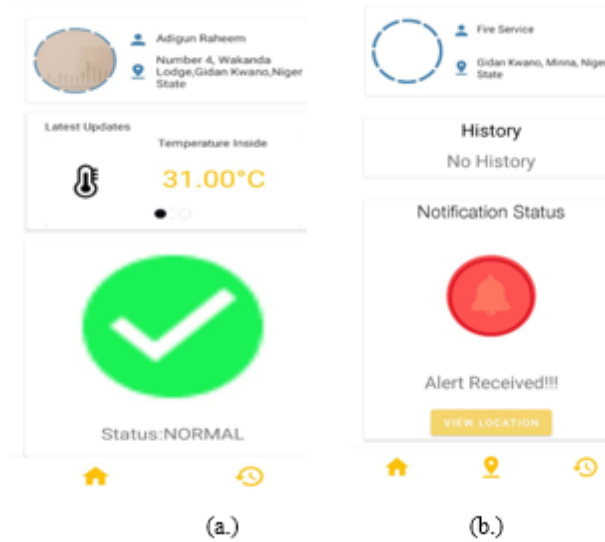 Adigun Raheem
Number 4, Wakanda
Lodge,Gidan Kwano,Niger
State
Latest Updates
Temperature Inside
31.00°C
Status:NORMAL
(a.)
Fire Service
Gidan Kwano, Minna, Niger
State
History
No History
Notification Status
Alert Received!!!
VIEW LOCATION
(b.)